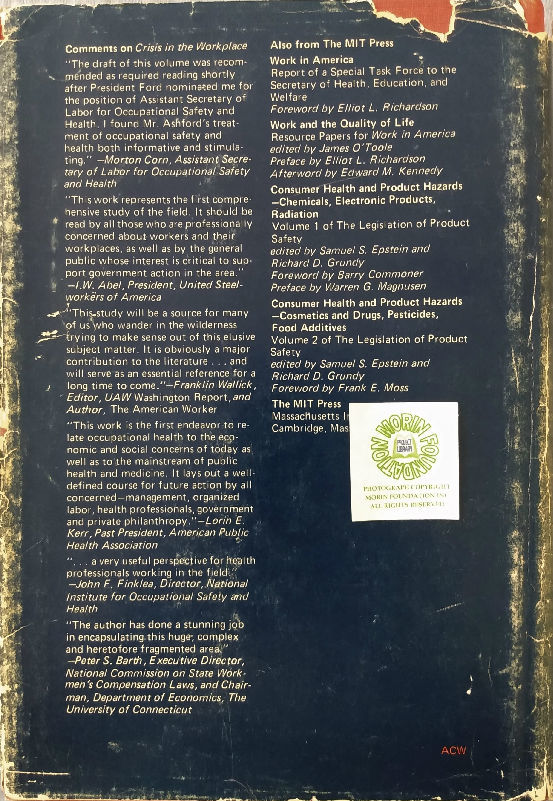 Comments on Crisis in the Workplace
"The draft of this volume was recom-
mended as required reading shortly
after President Ford nominated me for
the position of Assistant Secretary of
Labor for Occupational Safety and
Health. I found Mr. Ashford's treat-
ment of occupational safety and
health both informative and stimula-
ting." —Morton Corn, Assistant Secre-
tary of Labor for Occupational Safety
and Health
"This work represents the first compre-
hensive study of the field. It should be
read by all those who are professionally
concerned about workers and their
workplaces, as well as by the general
public whose interest is critical to sup-
port government action in the area."
—I.W. Abel, President, United Steel-
workers of America
"This study will be a source for many
of us who wander in the wilderness
trying to make sense out of this elusive
subject matter. It is obviously a major
contribution to the literature . . . and
will serve as an essential reference for a
long time to come."—Franklin Wallick,
Editor, UAW Washington Report, and
Author, The American Worker
"This work is the first endeavor to re-
late occupational health to the eco-
nomic and social concerns of today as
well as to the mainstream of public
health and medicine. It lays out a well-
defined course for future action by all
concerned—management, organized
labor, health professionals, government
and private philanthropy."—Lorin E.
Kerr, Past President, American Public
Health Association
". . . a very useful perspective for health
professionals working in the field."
—John F. Finklea, Director, National
Institute for Occupational Safety and
Health
"The author has done a stunning job
in encapsulating this huge, complex
and heretofore fragmented area."
—Peter S. Barth, Executive Director,
National Commission on State Work-
men's Compensation Laws, and Chair-
man, Department of Economics, The
University of Connecticut
Also from The MIT Press
Work in America
Report of a Special Task Force to the
Secretary of Health, Education, and
Welfare
Foreword by Elliot L. Richardson
Work and the Quality of Life
Resource Papers for Work in America
edited by James O'Toole
Preface by Elliot L. Richardson
Afterword by Edward M. Kennedy
Consumer Health and Product Hazards
—Chemicals, Electronic Products,
Radiation
Volume 1 of The Legislation of Product
Safety
edited by Samuel S. Epstein and
Richard D. Grundy
Foreword by Barry Commoner
Preface by Warren G. Magnusen
Consumer Health and Product Hazards
—Cosmetics and Drugs, Pesticides,
Food Additives
Volume 2 of The Legislation of Product
Safety
edited by Samuel S. Epstein and
Richard D. Grundy
Foreword by Frank E. Moss
The MIT Press
Massachusetts
Cambridge,
MORIN FOUNDATION
PROJECT
LIBRARY
PHOTOGRAPH COPYRIGHT
MORIN FOUNDATION
ALL RIGHTS RESERVED
ACW